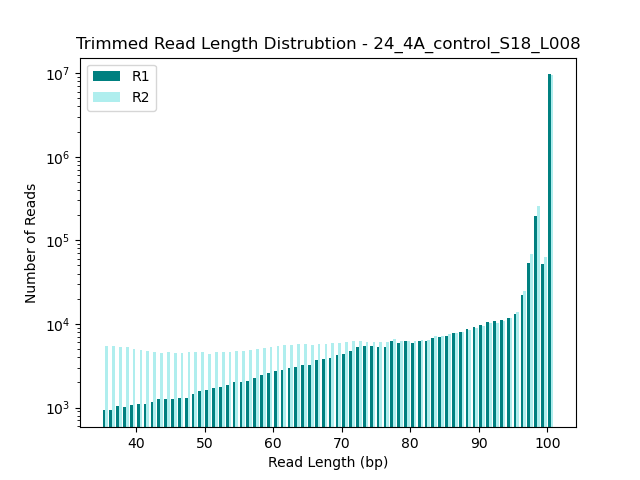 Trimmed Read Length Distrubtion - 24_4A_control_S18_L008
R1
R2
10^7
10^6
10^5
10^4
10^3
Number of Reads
40 50 60 70 80 90 100
Read Length (bp)